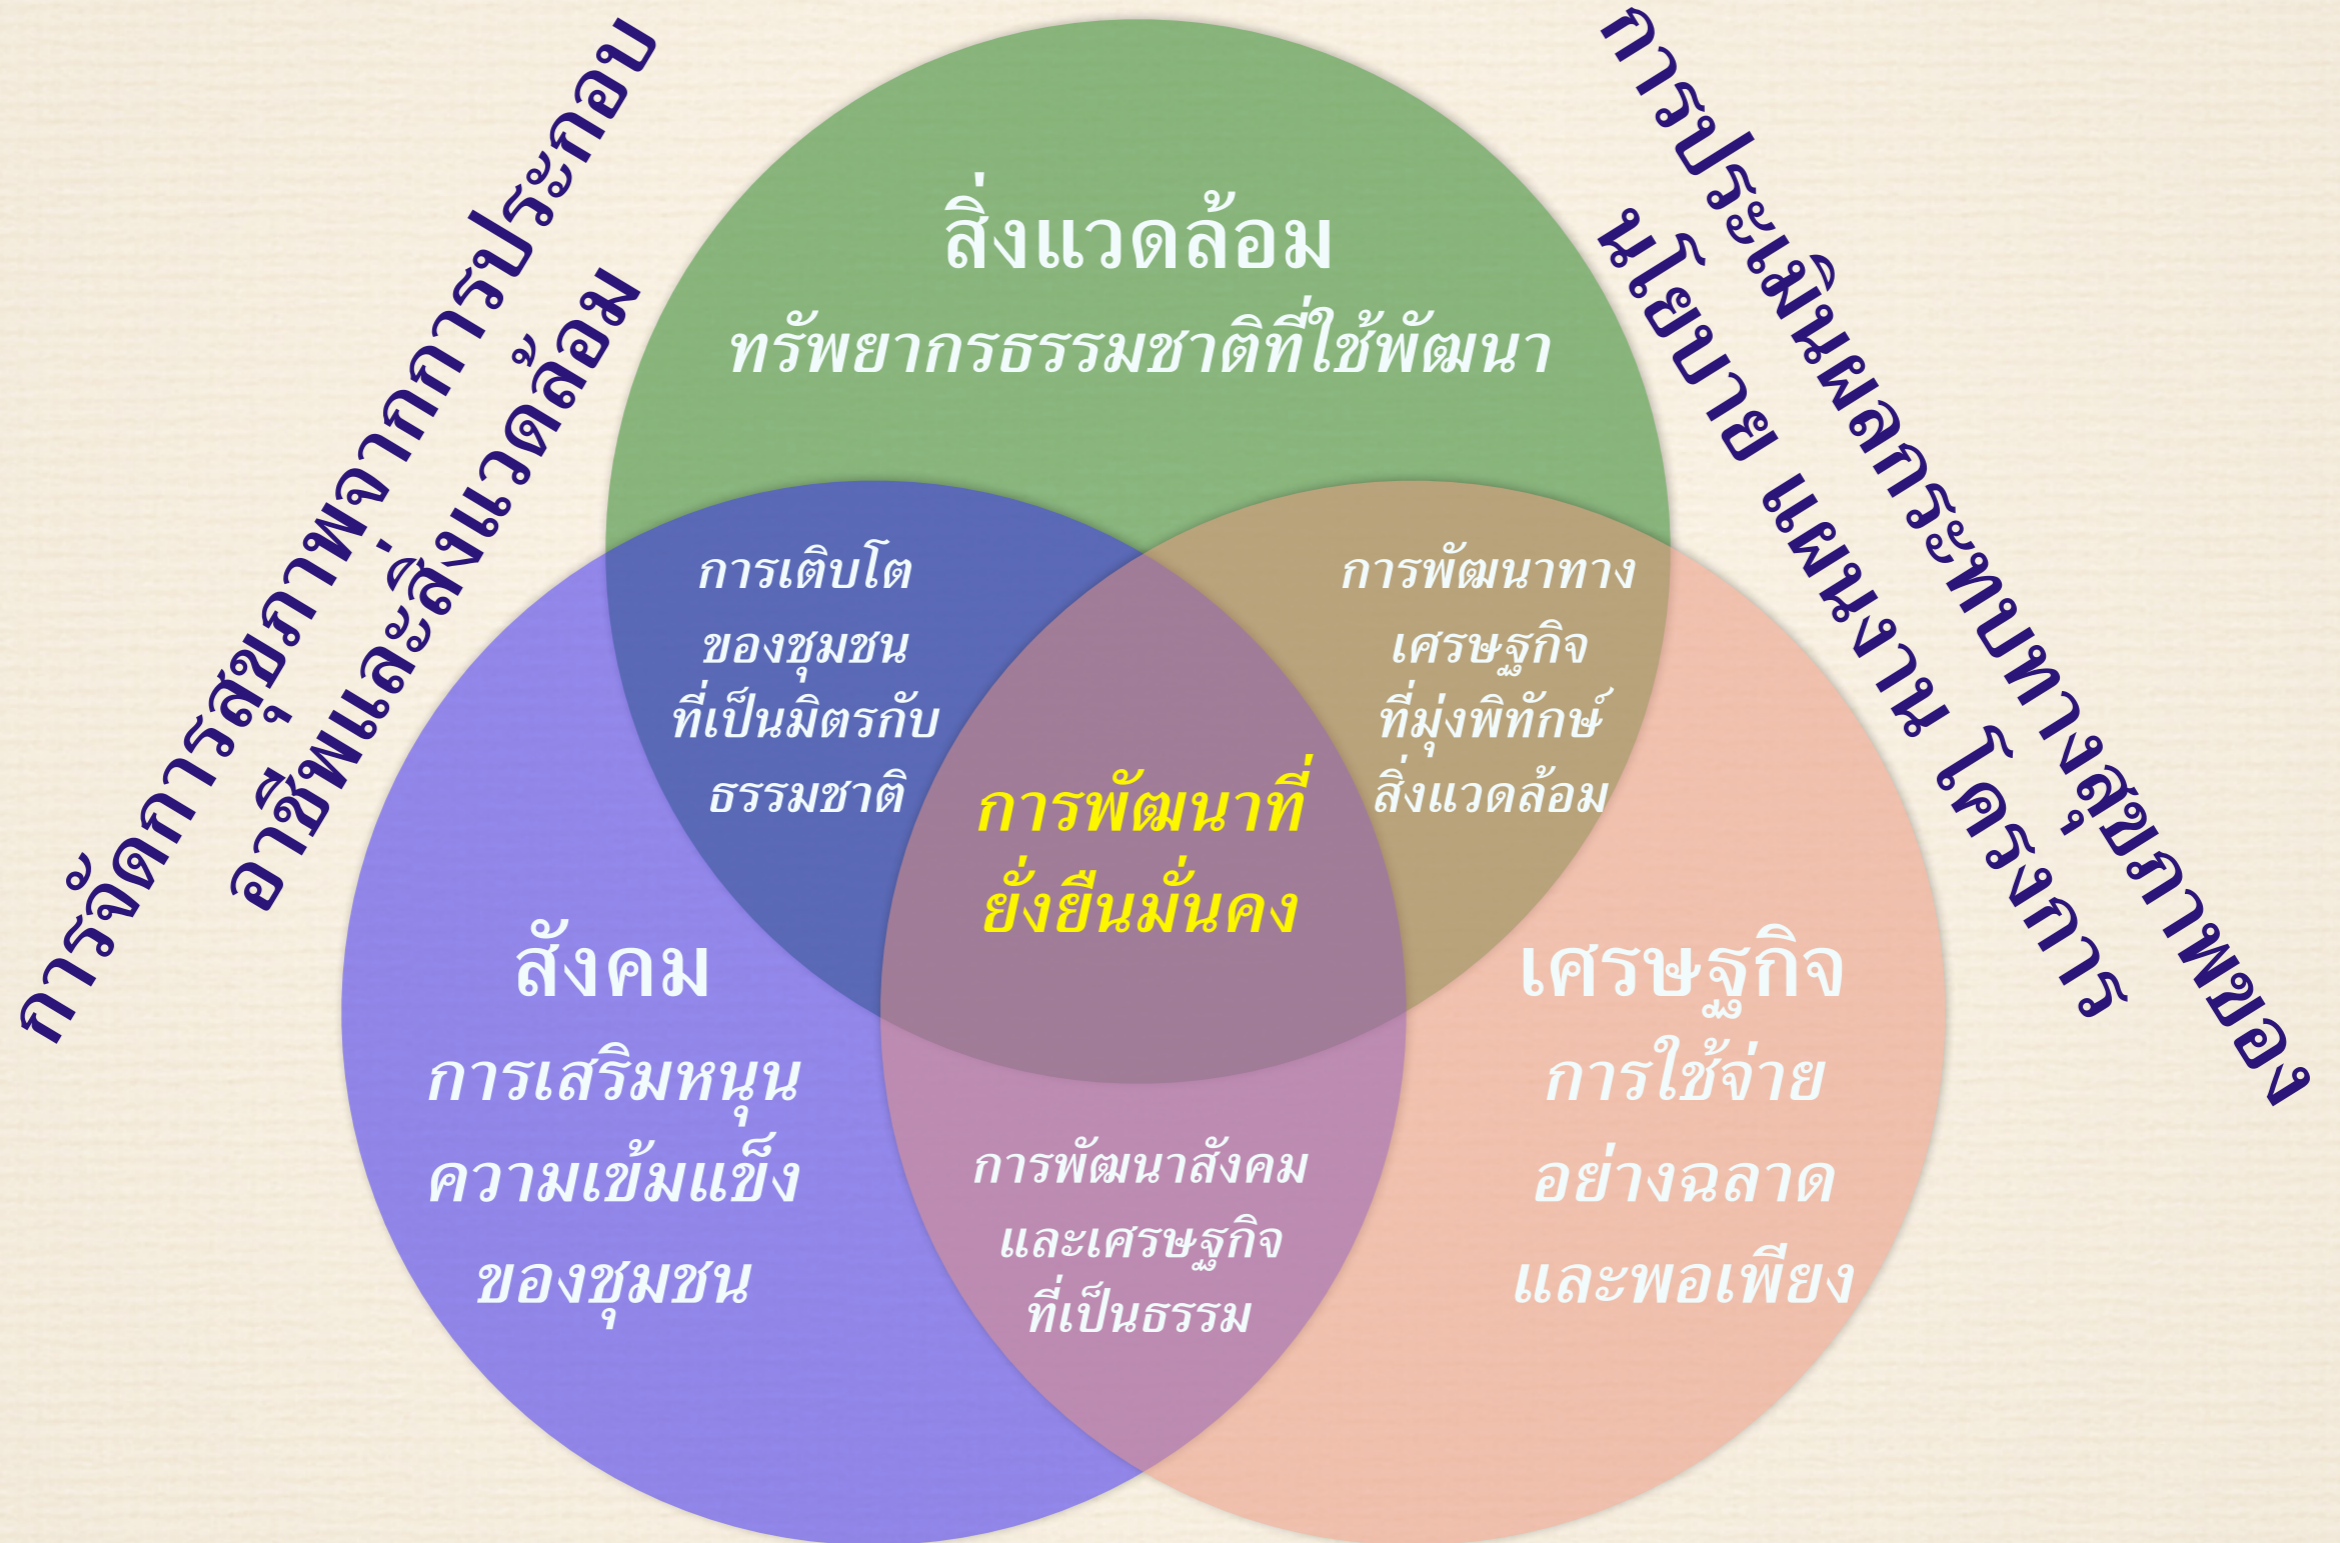 การจัดการสุขภาพจากการประกอบ
อาชีพและสิ่งแวดล้อม
การประเมินผลกระทบทางสุขภาพของ
นโยบาย แผนงาน โครงการ
สิ่งแวดล้อม
ทรัพยากรธรรมชาติที่ใช้พัฒนา
การเติบโต
ของชุมชน
ที่เป็นมิตรกับ
ธรรมชาติ
การพัฒนาทาง
เศรษฐกิจ
ที่มุ่งพิทักษ์
สิ่งแวดล้อม
การพัฒนาที่
ยั่งยืนมั่นคง
สังคม
การเสริมหนุน
ความเข้มแข็ง
ของชุมชน
เศรษฐกิจ
การใช้จ่าย
อย่างฉลาด
และพอเพียง
การพัฒนาสังคม
และเศรษฐกิจ
ที่เป็นธรรม